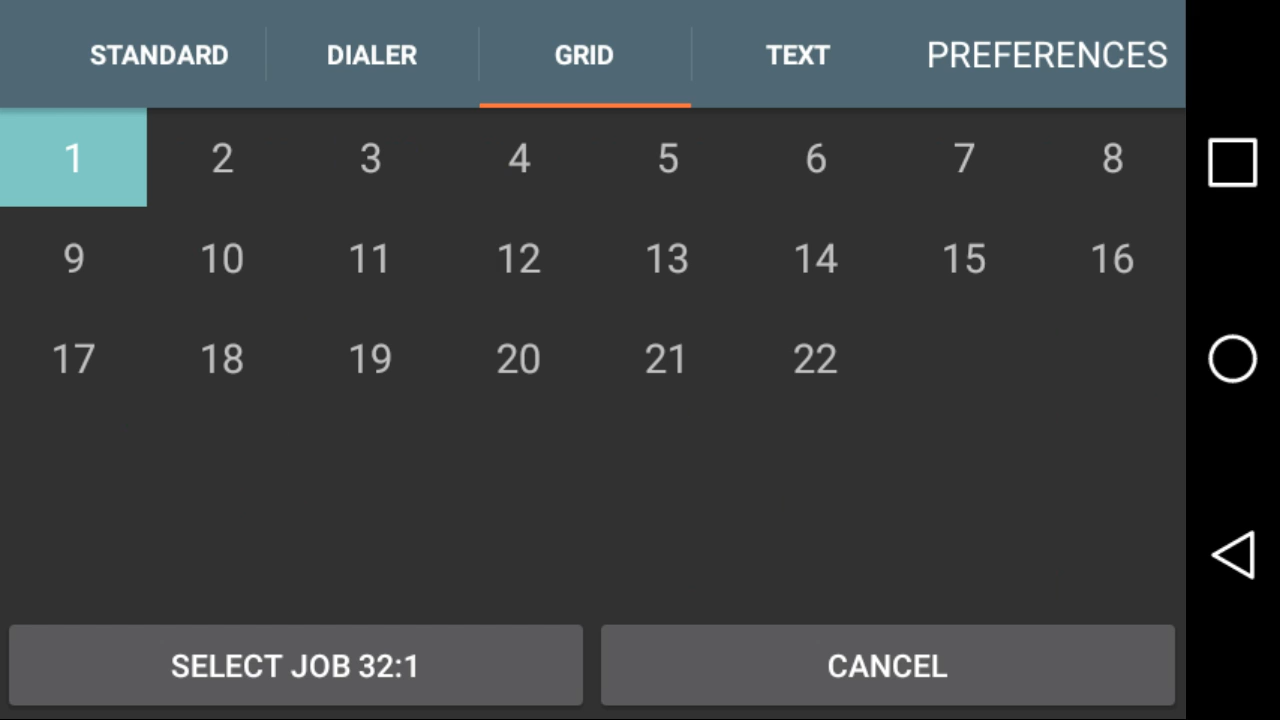 STANDARD DIALER GRID TEXT PREFERENCES
1 2 3 4 5 6 7 8
9 10 11 12 13 14 15 16
17 18 19 20 21 22
SELECT JOB 32:1 CANCEL